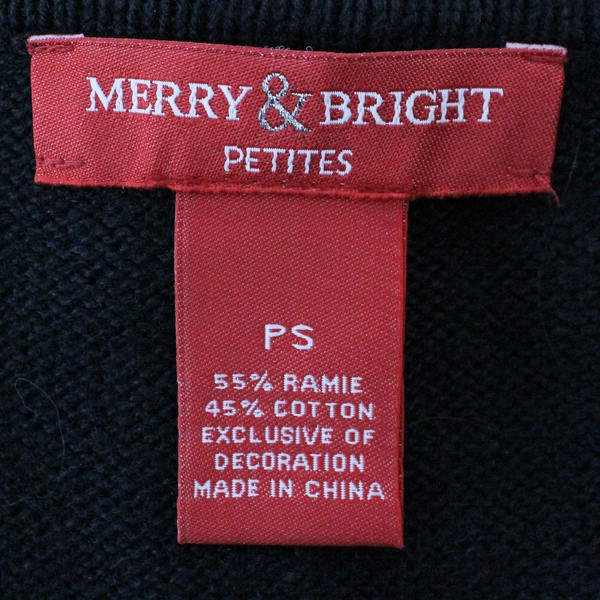 MERRY & BRIGHT
PETITES
PS
55% RAMIE
45% COTTON
EXCLUSIVE OF
DECORATION
MADE IN CHINA